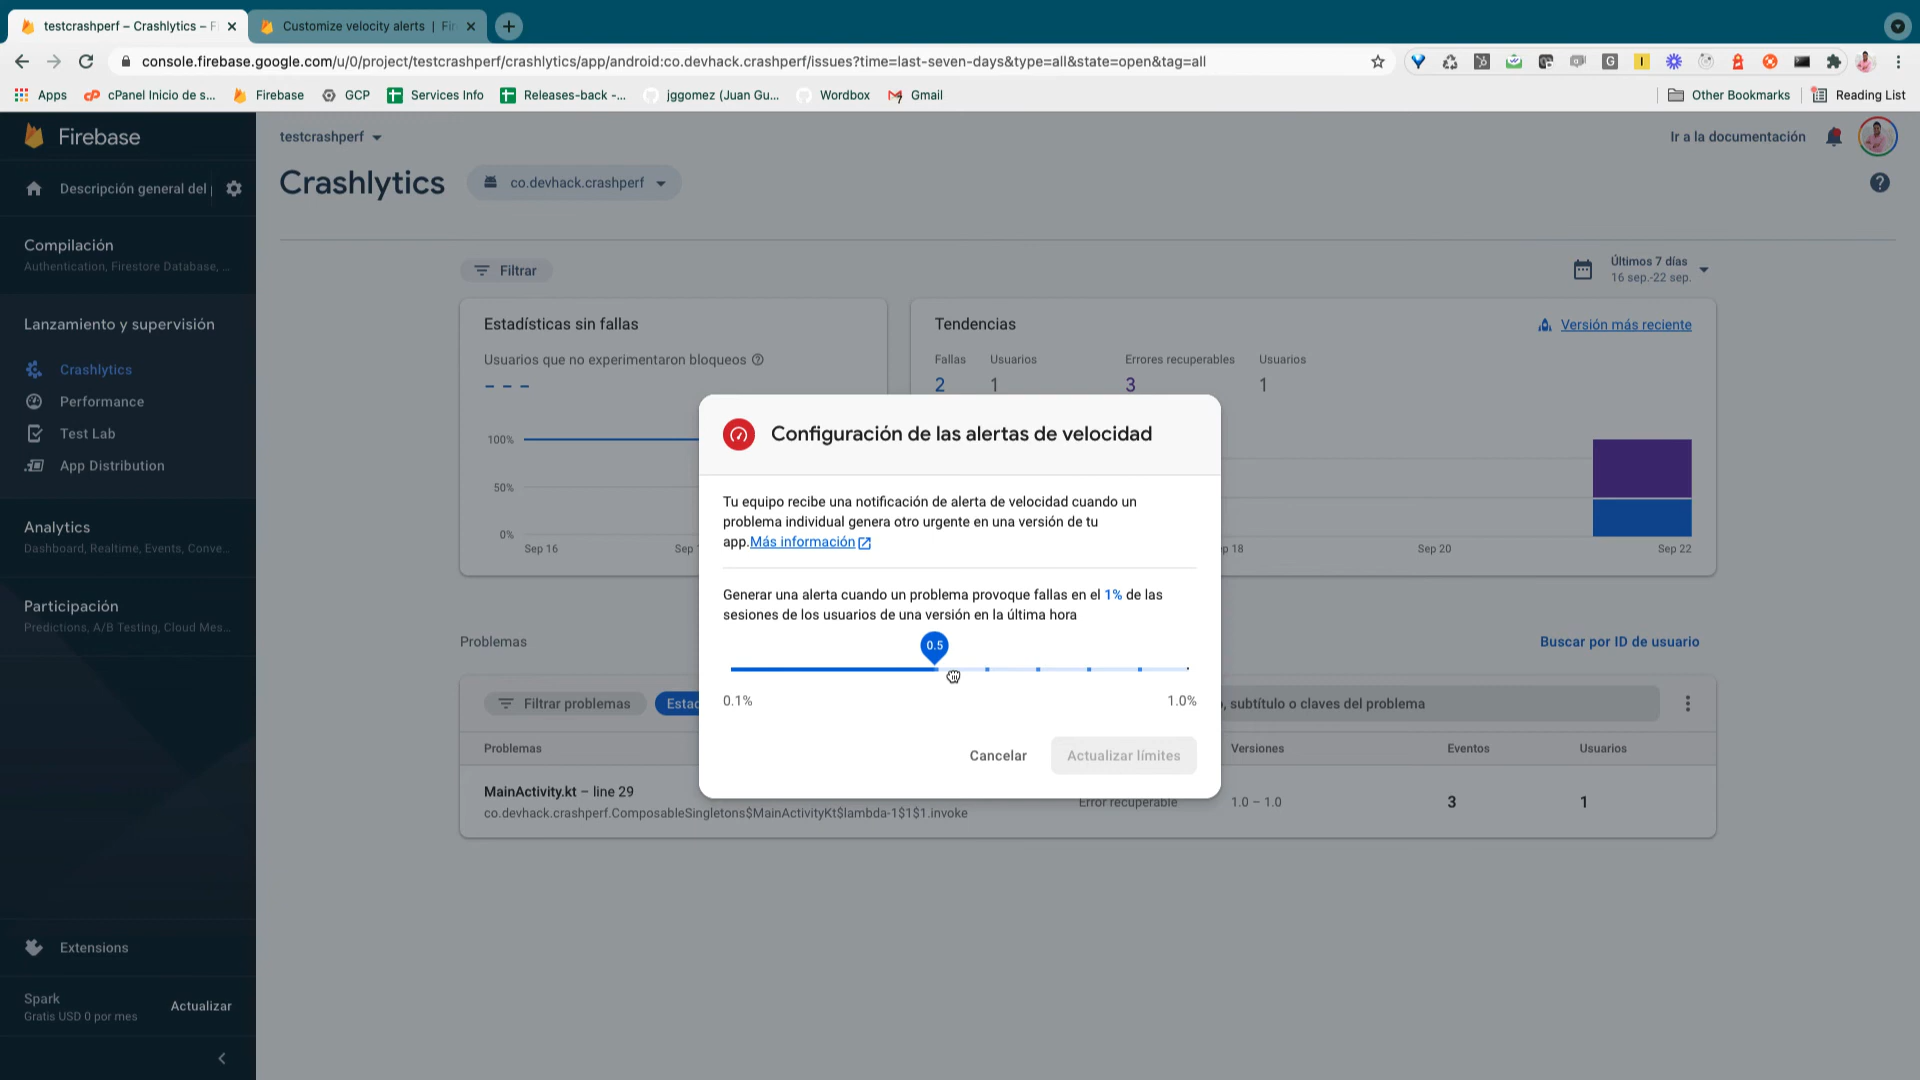 testcrashperf – Crashlytics – F
Customize velocity alerts | Fir
console.firebase.google.com/u/0/project/testcrashperf/crashlytics/app/android:co.devhack.crashperf/issues?time=last-seven-days&type=all&state=open&tag=all
Apps
cPanel Inicio de s...
Firebase
GCP
Services Info
Releases-back -...
jggomez (Juan Gu...
Wordbox
Gmail
Other Bookmarks
Reading List
Firebase
testcrashperf
Ir a la documentación
Descripción general del
Crashlytics
co.devhack.crashperf
Compilación
Authentication, Firestore Database, ...
Filtrar
Últimos 7 días
16 sep.-22 sep.
Lanzamiento y supervisión
Crashlytics
Performance
Test Lab
App Distribution
Analytics
Dashboard, Realtime, Events, Conve...
Participación
Predictions, A/B Testing, Cloud Mes...
Extensions
Spark
Gratis USD 0 por mes
Actualizar
Estadísticas sin fallas
Usuarios que no experimentaron bloqueos
100%
50%
0%
Sep 16
Sep
Tendencias
Versión más reciente
Fallas
Usuarios
Errores recuperables
Usuarios
2
1
3
1
p 18
Sep 20
Sep 22
Configuración de las alertas de velocidad
Tu equipo recibe una notificación de alerta de velocidad cuando un
problema individual genera otro urgente en una versión de tu
app.Más información
Generar una alerta cuando un problema provoque fallas en el 1% de las
sesiones de los usuarios de una versión en la última hora
0.5
0.1%
1.0%
Cancelar
Actualizar límites
Problemas
Buscar por ID de usuario
Filtrar problemas
Estac
, subtítulo o claves del problema
Problemas
Versiones
Eventos
Usuarios
MainActivity.kt – line 29
co.devhack.crashperf.ComposableSingletons$MainActivityKt$lambda-1$1$1.invoke
Error recuperable
1.0 – 1.0
3
1